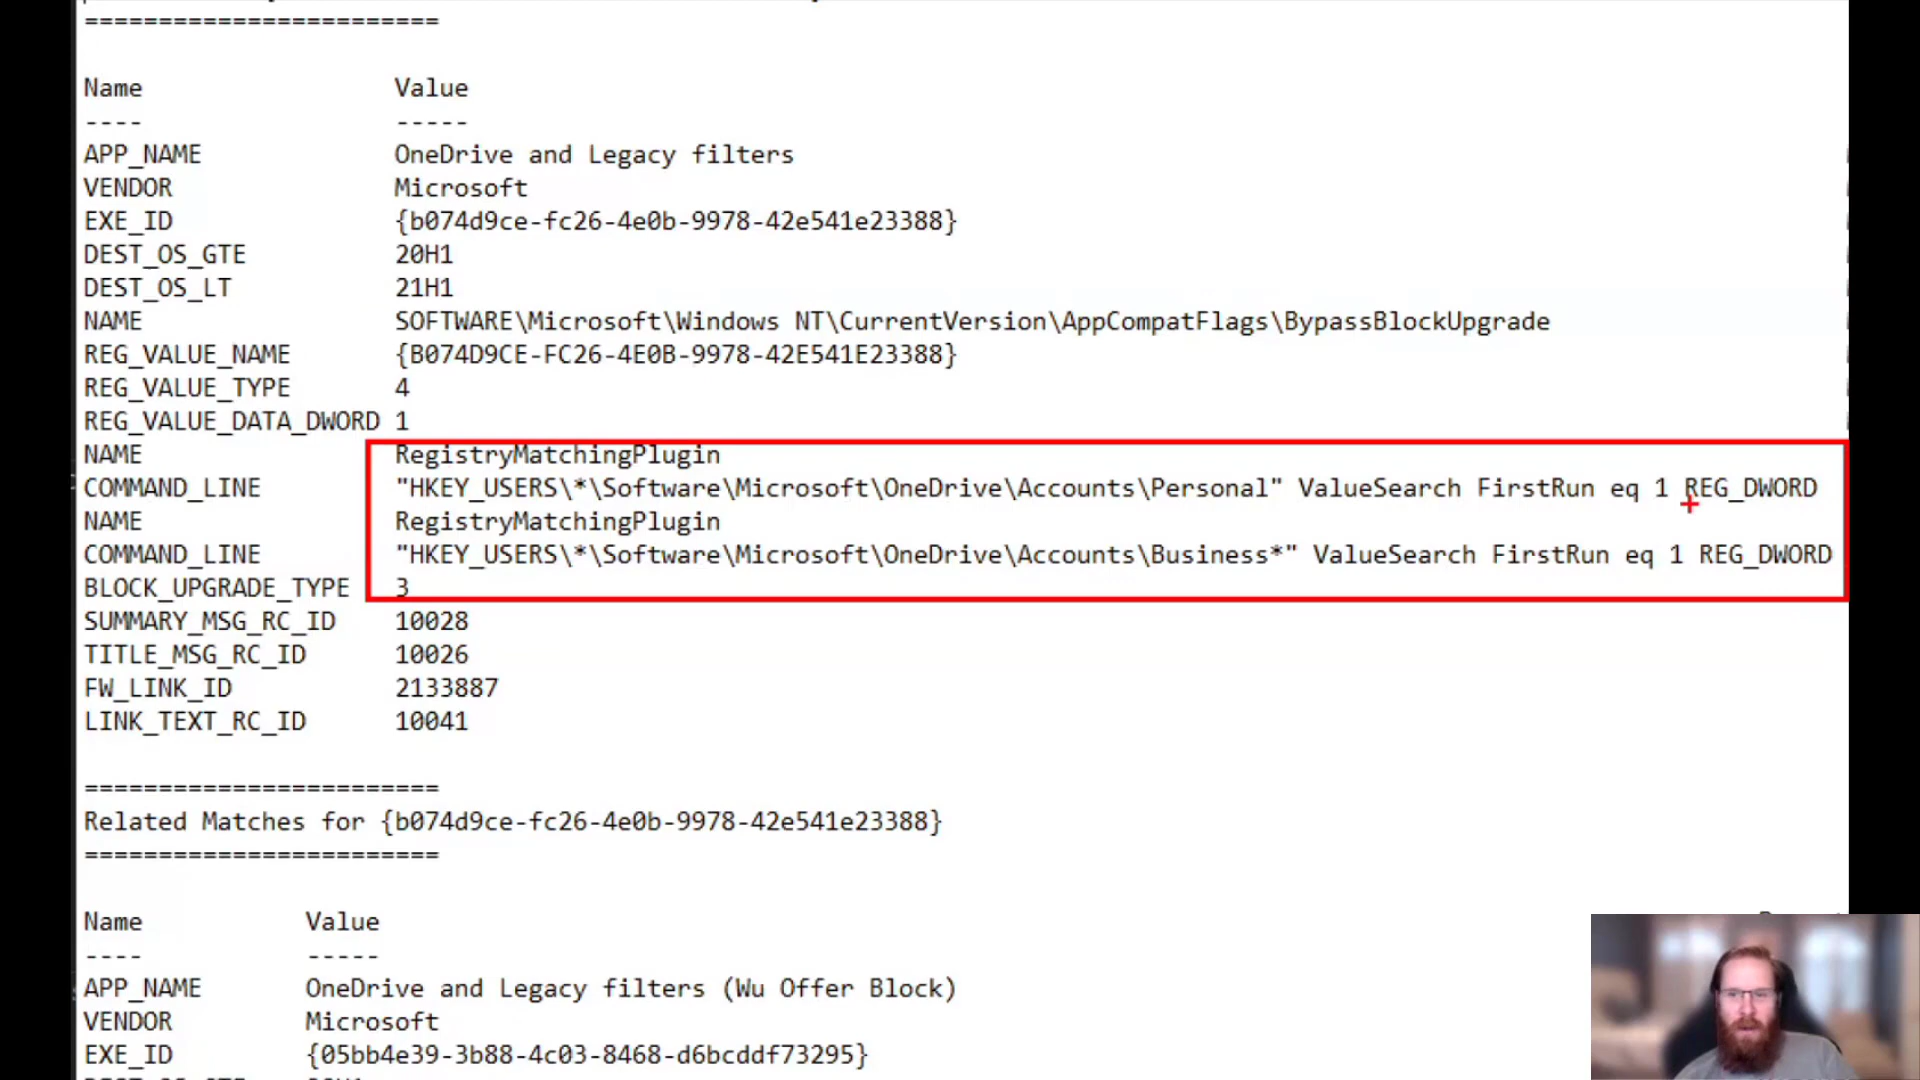 ========================
Name Value
---- -----
APP_NAME OneDrive and Legacy filters
VENDOR Microsoft
EXE_ID {b074d9ce-fc26-4e0b-9978-42e541e23388}
DEST_OS_GTE 20H1
DEST_OS_LT 21H1
NAME SOFTWARE\Microsoft\Windows NT\CurrentVersion\AppCompatFlags\BypassBlockUpgrade
REG_VALUE_NAME {B074D9CE-FC26-4E0B-9978-42E541E23388}
REG_VALUE_TYPE 4
REG_VALUE_DATA_DWORD 1
NAME RegistryMatchingPlugin
COMMAND_LINE "HKEY_USERS\*\Software\Microsoft\OneDrive\Accounts\Personal" ValueSearch FirstRun eq 1 REG_DWORD
NAME RegistryMatchingPlugin
COMMAND_LINE "HKEY_USERS\*\Software\Microsoft\OneDrive\Accounts\Business*" ValueSearch FirstRun eq 1 REG_DWORD
BLOCK_UPGRADE_TYPE 3
SUMMARY_MSG_RC_ID 10028
TITLE_MSG_RC_ID 10026
FW_LINK_ID 2133887
LINK_TEXT_RC_ID 10041
========================
Related Matches for {b074d9ce-fc26-4e0b-9978-42e541e23388}
========================
Name Value
---- -----
APP_NAME OneDrive and Legacy filters (Wu Offer Block)
VENDOR Microsoft
EXE_ID {05bb4e39-3b88-4c03-8468-d6bcddf73295}